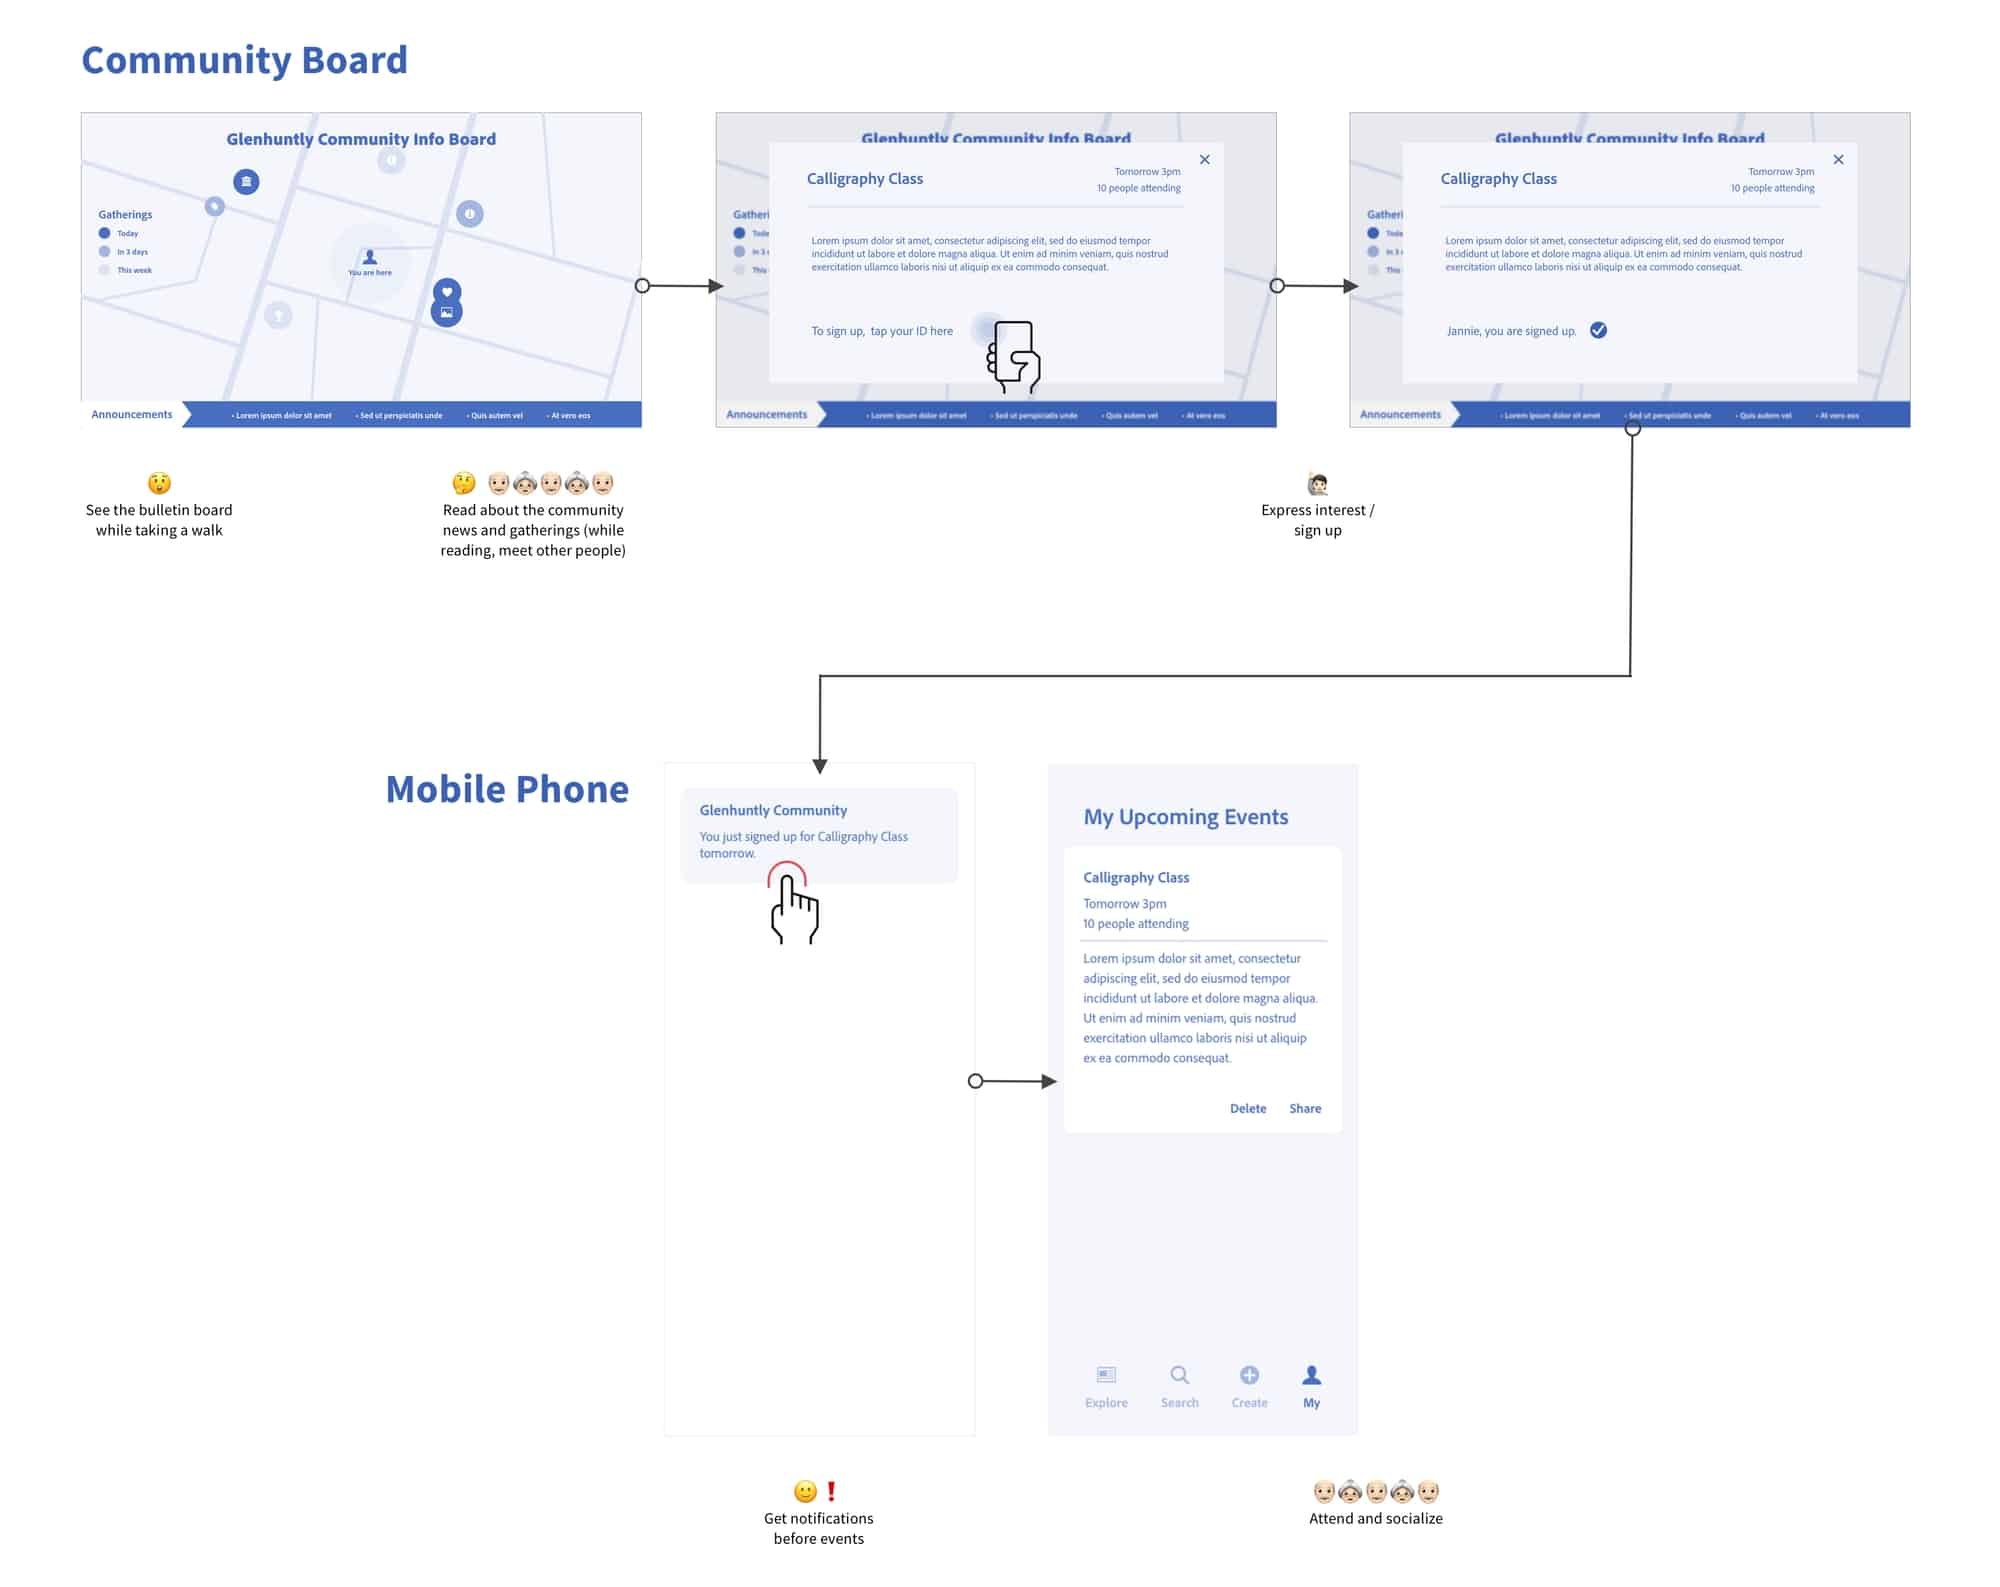 Community Board
Glenhuntly Community Info Board
Gatherings
Today
In 3 days
This week
You are here
Announcements
• Lorem ipsum dolor sit amet • Sed ut perspiciatis unde • Quis autem vel • At vero eos
Glenhuntly Community Info Board
Calligraphy Class
Tomorrow 3pm
10 people attending
Lorem ipsum dolor sit amet, consectetur adipiscing elit, sed do eiusmod tempor
incididunt ut labore et dolore magna aliqua. Ut enim ad minim veniam, quis nostrud
exercitation ullamco laboris nisi ut aliquip ex ea commodo consequat.
To sign up, tap your ID here
Announcements
• Lorem ipsum dolor sit amet • Sed ut perspiciatis unde • Quis autem vel • At vero eos
Glenhuntly Community Info Board
Calligraphy Class
Tomorrow 3pm
10 people attending
Lorem ipsum dolor sit amet, consectetur adipiscing elit, sed do eiusmod tempor
incididunt ut labore et dolore magna aliqua. Ut enim ad minim veniam, quis nostrud
exercitation ullamco laboris nisi ut aliquip ex ea commodo consequat.
Jannie, you are signed up.
Announcements
• Lorem ipsum dolor sit amet • Sed ut perspiciatis unde • Quis autem vel • At vero eos
See the bulletin board
while taking a walk
Read about the community
news and gatherings (while
reading, meet other people)
Express interest /
sign up
Mobile Phone
Glenhuntly Community
You just signed up for Calligraphy Class
tomorrow.
My Upcoming Events
Calligraphy Class
Tomorrow 3pm
10 people attending
Lorem ipsum dolor sit amet, consectetur
adipiscing elit, sed do eiusmod tempor
incididunt ut labore et dolore magna aliqua.
Ut enim ad minim veniam, quis nostrud
exercitation ullamco laboris nisi ut aliquip
ex ea commodo consequat.
Delete Share
Explore Search Create My
Get notifications
before events
Attend and socialize